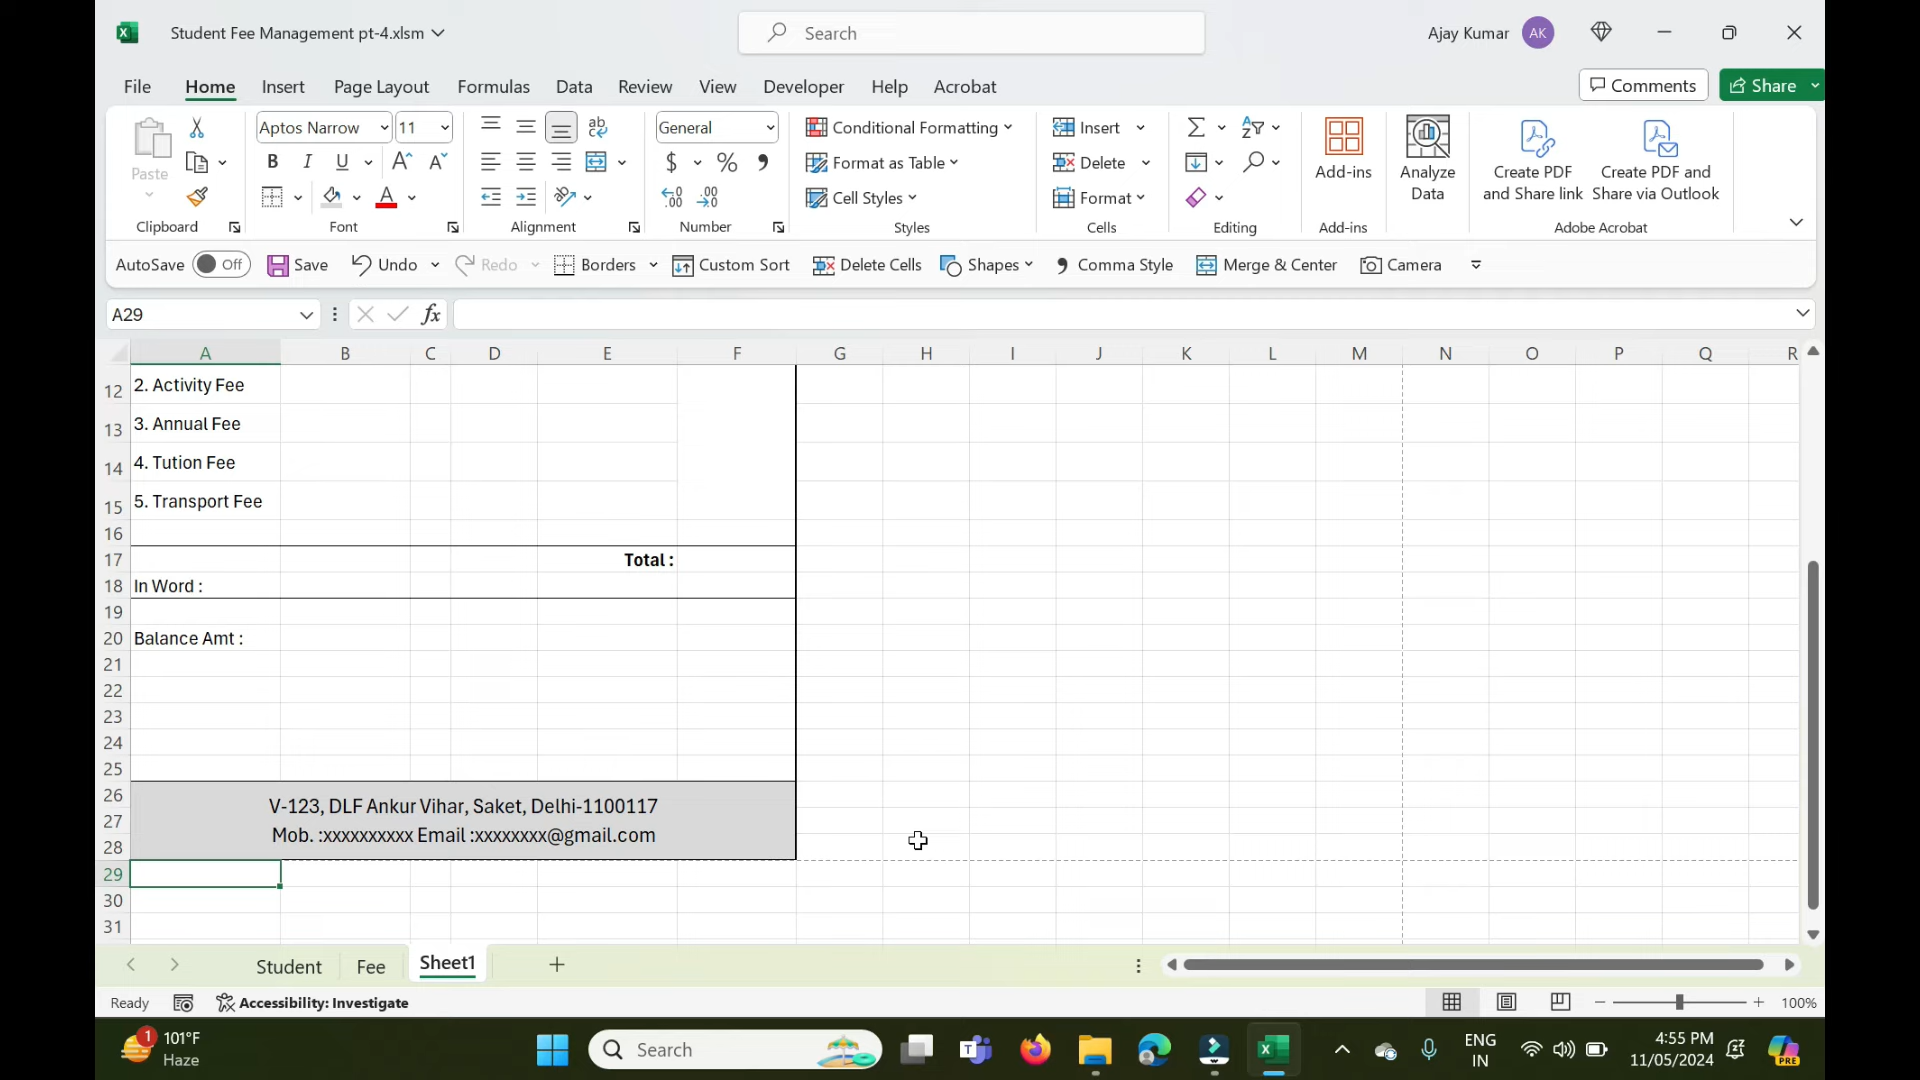 Student Fee Management pt-4.xlsm
Search
Ajay Kumar
AK
File Home Insert Page Layout Formulas Data Review View Developer Help Acrobat
Comments
Share
Paste
Clipboard
Aptos Narrow
11
B I U
A A
A
Font
ab
Alignment
General
$ % 9
Number
Conditional Formatting
Format as Table
Cell Styles
Styles
Insert
Delete
Format
Cells
Editing
Add-ins
Add-ins
Analyze
Data
Create PDF
and Share link
Create PDF and
Share via Outlook
Adobe Acrobat
AutoSave Off Save Undo Redo Borders Custom Sort Delete Cells Shapes Comma Style Merge & Center Camera
A29
fx
A B C D E F G H I J K L M N O P Q R
12 2. Activity Fee
13 3. Annual Fee
14 4. Tution Fee
15 5. Transport Fee
16
17 Total :
18 In Word :
19
20 Balance Amt :
21
22
23
24
25
26
V-123, DLF Ankur Vihar, Saket, Delhi-1100117
27
Mob. :xxxxxxxxxx Email :xxxxxxxx@gmail.com
28
29
30
31
Student Fee Sheet1
Ready
Accessibility: Investigate
100%
1
101°F
Haze
Search
T
ENG
IN
4:55 PM
11/05/2024
PRE